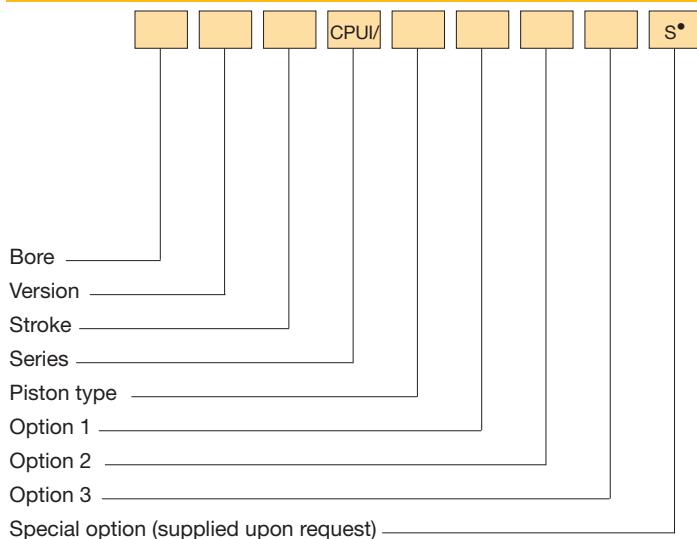 CPUI/ S•
Bore
Version
Stroke
Series
Piston type
Option 1
Option 2
Option 3
Special option (supplied upon request)